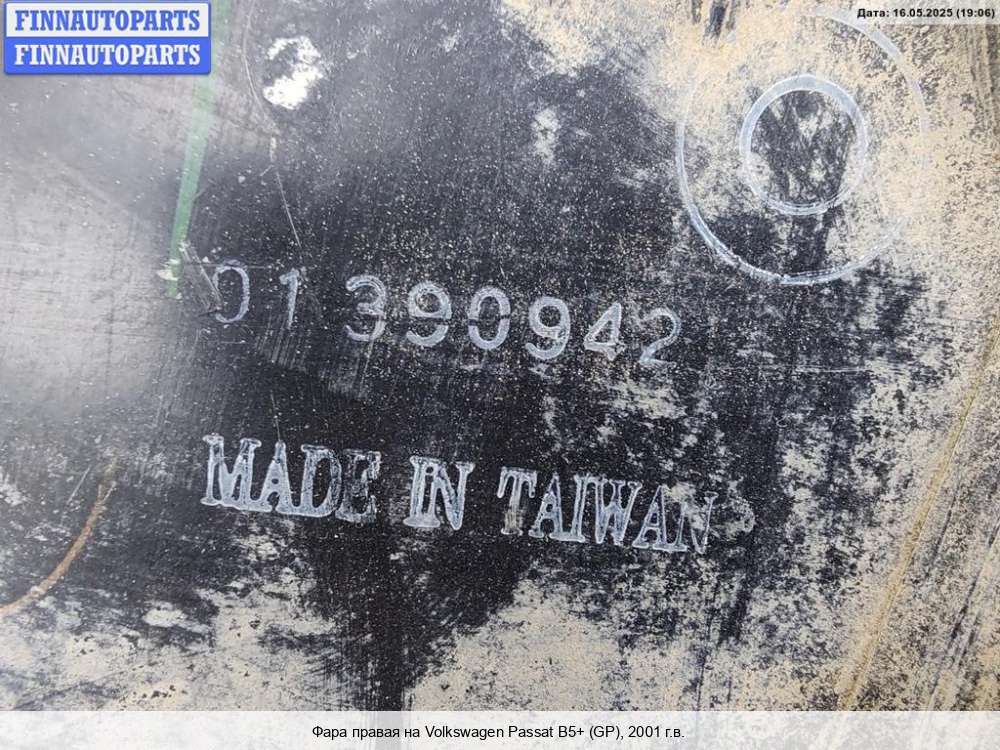 FINNAUTOPARTS
FINNAUTOPARTS
Дата: 16.05.2025 (19:06)
01 390942
MADE IN TAIWAN
Фара правая на Volkswagen Passat B5+ (GP), 2001 г.в.